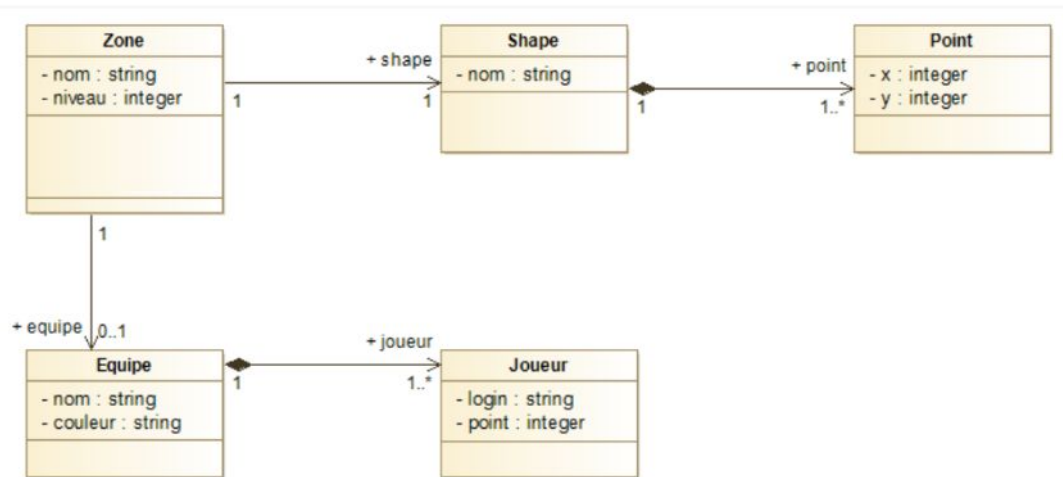 Zone
- nom : string
- niveau : integer
+ shape
1
1
Shape
- nom : string
+ point
1
1..*
Point
- x : integer
- y : integer
1
+ equipe
0..1
Equipe
- nom : string
- couleur : string
+ joueur
1
1..*
Joueur
- login : string
- point : integer